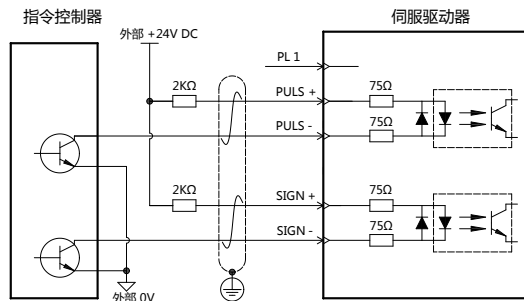 指令控制器
伺服驱动器
外部 +24V DC
PL 1
2KΩ
PULS +
75Ω
PULS -
75Ω
2KΩ
SIGN +
75Ω
SIGN -
75Ω
外部 0V